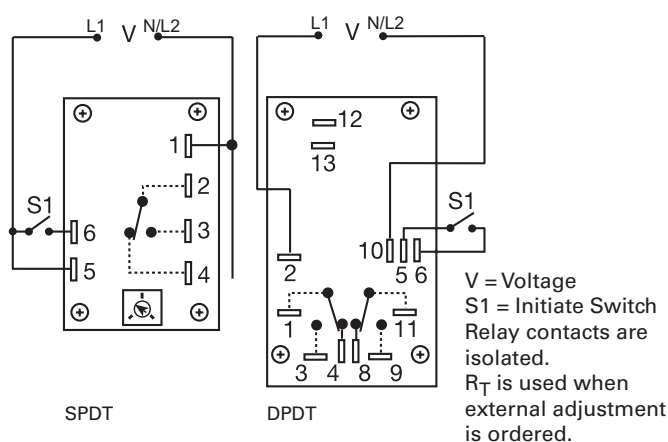 L1 V N/L2
1
2
S1
6
3
5
4
SPDT
L1 V N/L2
12
13
S1
10
2
5 6
1
11
3 4 8 9
DPDT
V = Voltage
S1 = Initiate Switch
Relay contacts are
isolated.
RT is used when
external adjustment
is ordered.